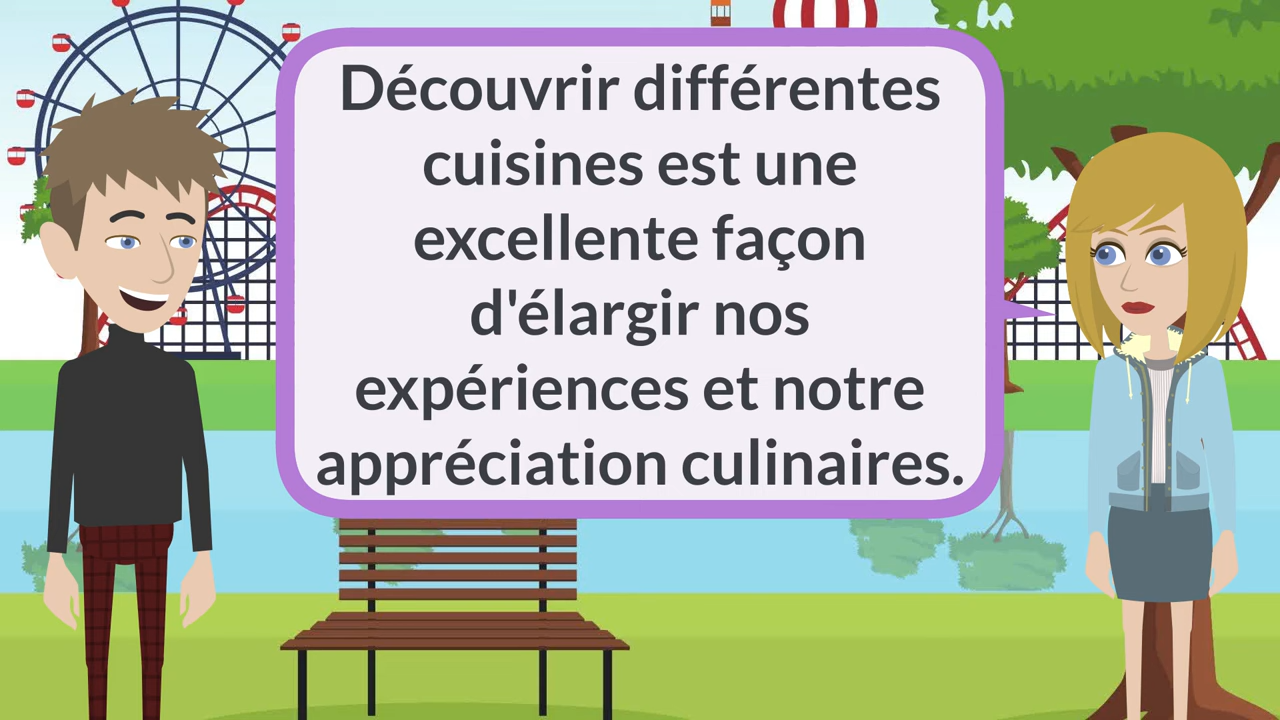 Découvrir différentes
cuisines est une
excellente façon
d'élargir nos
expériences et notre
appréciation culinaires.